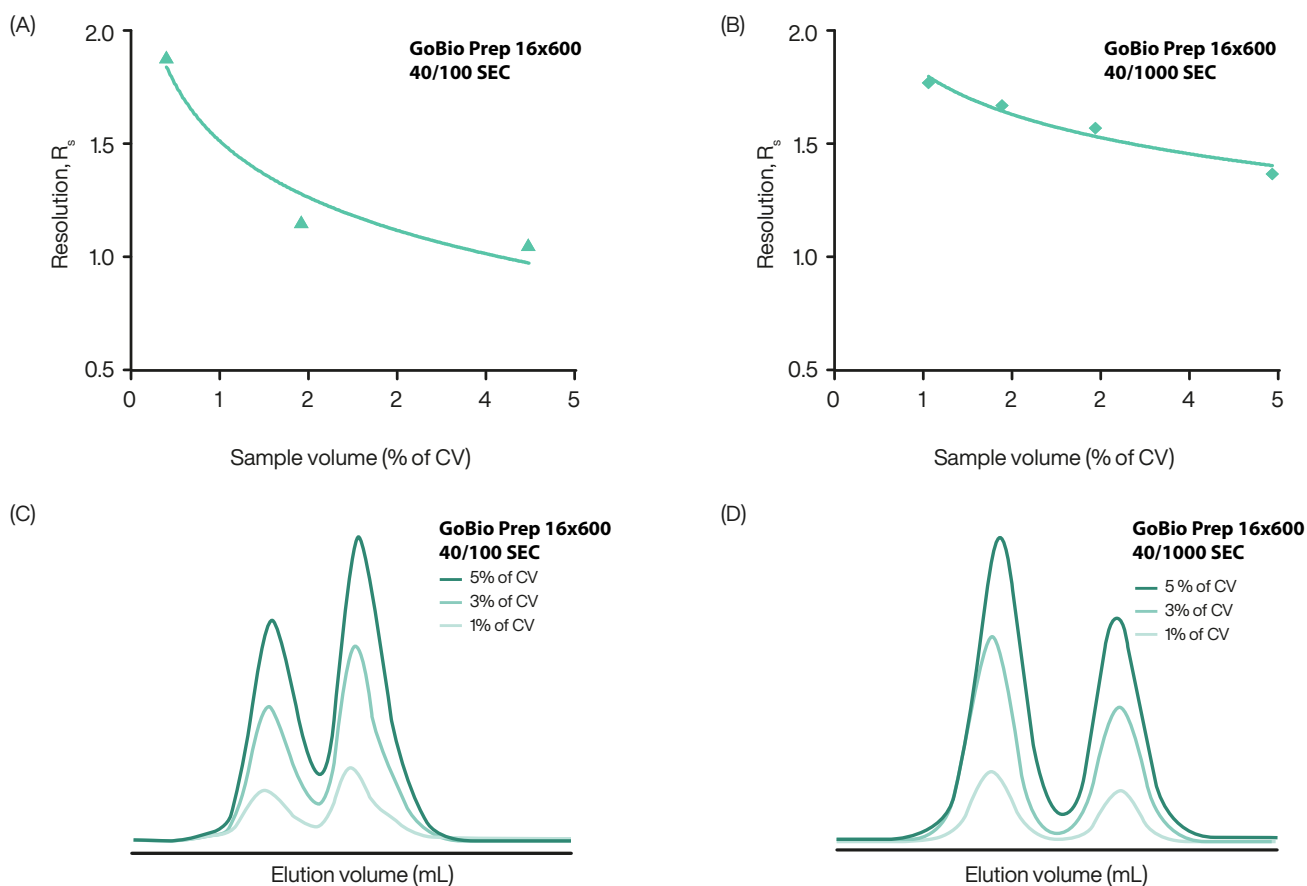 (A)
GoBio Prep 16x600
40/100 SEC
2.0
1.5
1.0
0.5
Resolution, Rs
0 1 2 2 4 5
Sample volume (% of CV)
(B)
GoBio Prep 16x600
40/1000 SEC
2.0
1.5
1.0
0.5
Resolution, Rs
0 1 2 2 4 5
Sample volume (% of CV)
(C)
GoBio Prep 16x600
40/100 SEC
5% of CV
3% of CV
1% of CV
Elution volume (mL)
(D)
GoBio Prep 16x600
40/1000 SEC
5 % of CV
3% of CV
1% of CV
Elution volume (mL)